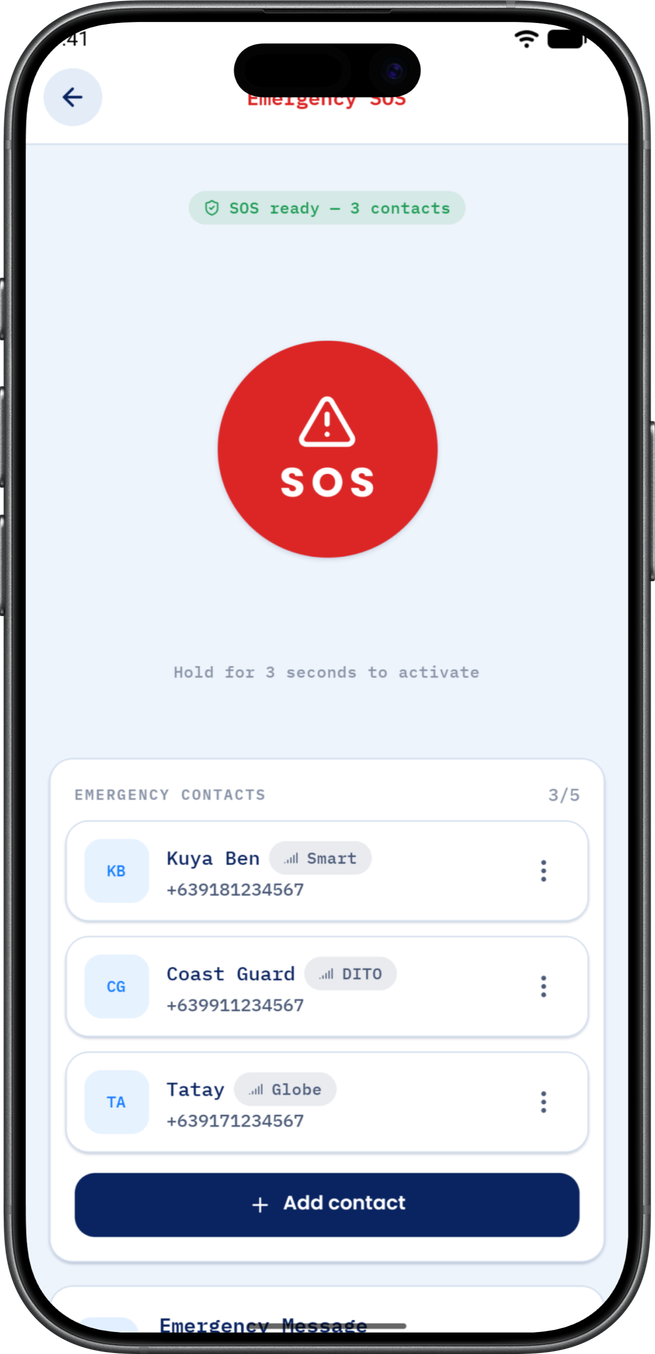 :41
Emergency SOS
SOS ready — 3 contacts
SOS
Hold for 3 seconds to activate
EMERGENCY CONTACTS 3/5
KB Kuya Ben Smart
+639181234567
CG Coast Guard DITO
+639911234567
TA Tatay Globe
+639171234567
+ Add contact
Emergency Message